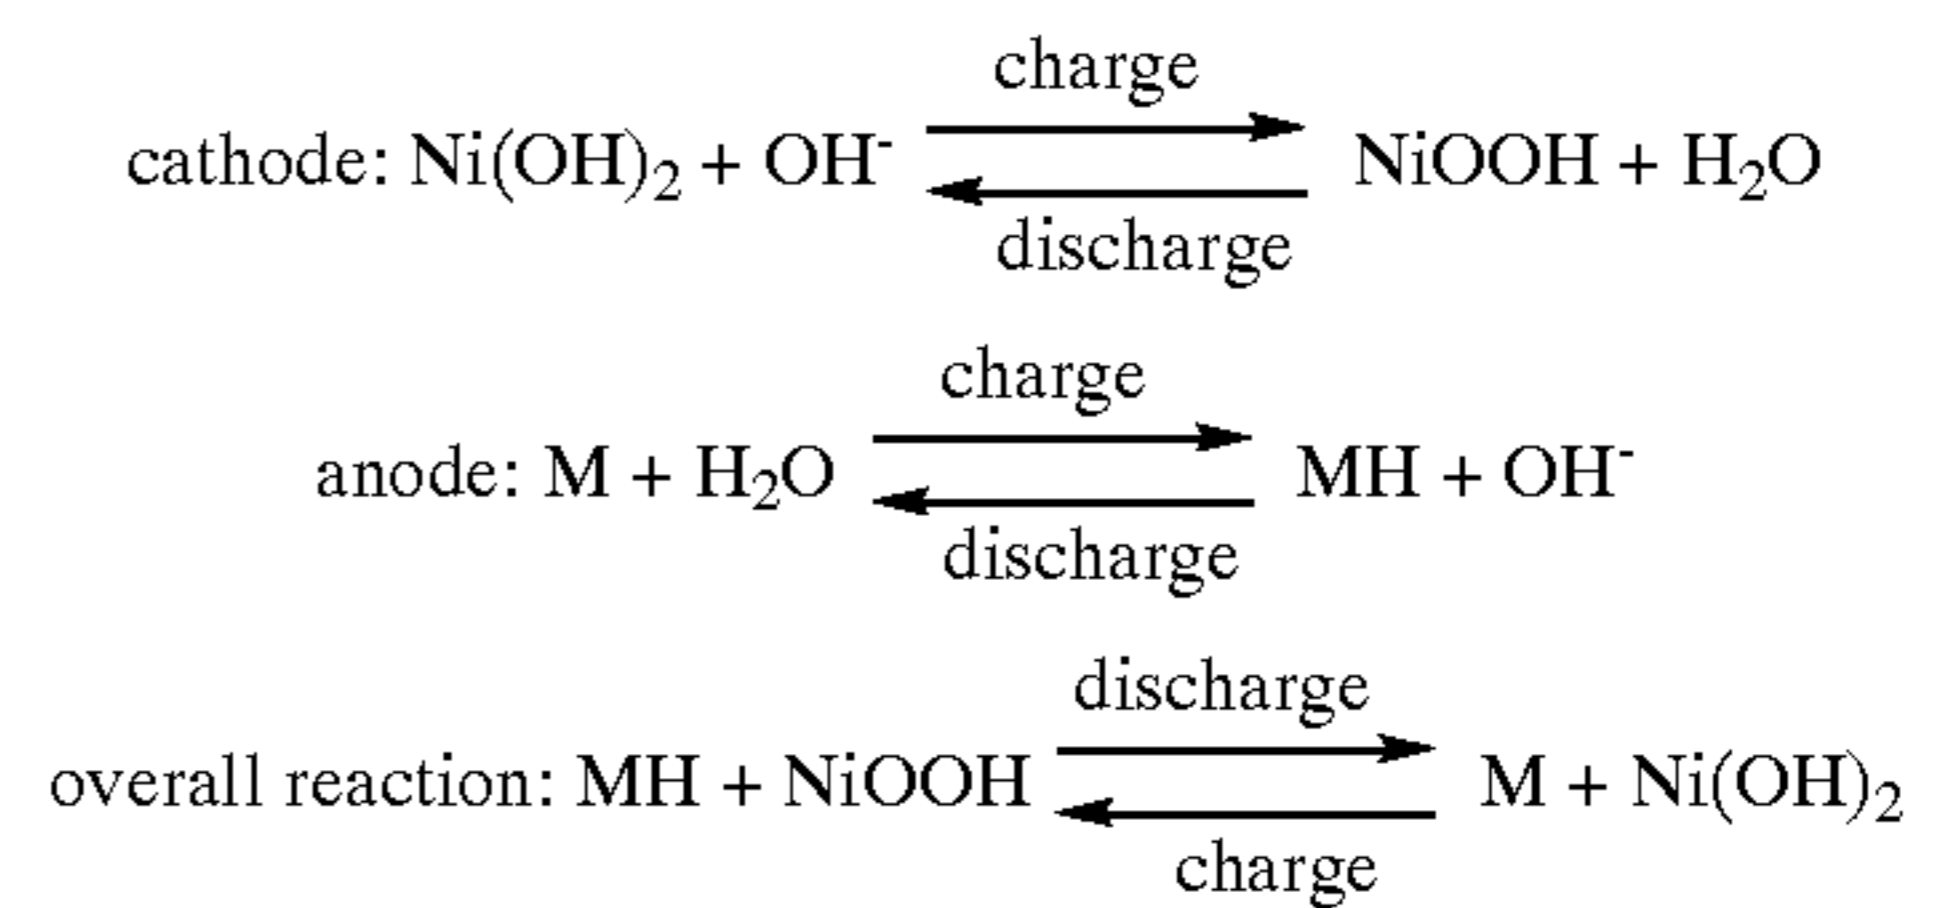 charge
cathode: Ni(OH)₂ + OH⁻ ⇌ NiOOH + H₂O
discharge
charge
anode: M + H₂O ⇌ MH + OH⁻
discharge
discharge
overall reaction: MH + NiOOH ⇌ M + Ni(OH)₂
charge